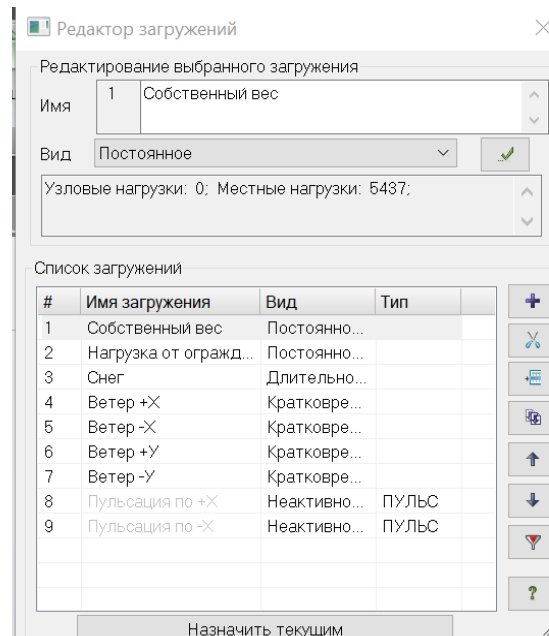 Редактор загружений
Редактирование выбранного загружения
Имя 1 Собственный вес
Вид Постоянное
Узловые нагрузки: 0; Местные нагрузки: 5437;
Список загружений
# Имя загружения Вид Тип
1 Собственный вес Постоянно...
2 Нагрузка от огражд... Постоянно...
3 Снег Длительно...
4 Ветер +X Кратковре...
5 Ветер -X Кратковре...
6 Ветер +У Кратковре...
7 Ветер -У Кратковре...
8 Пульсация по +X Неактивно... ПУЛЬС
9 Пульсация по -X Неактивно... ПУЛЬС
Назначить текущим